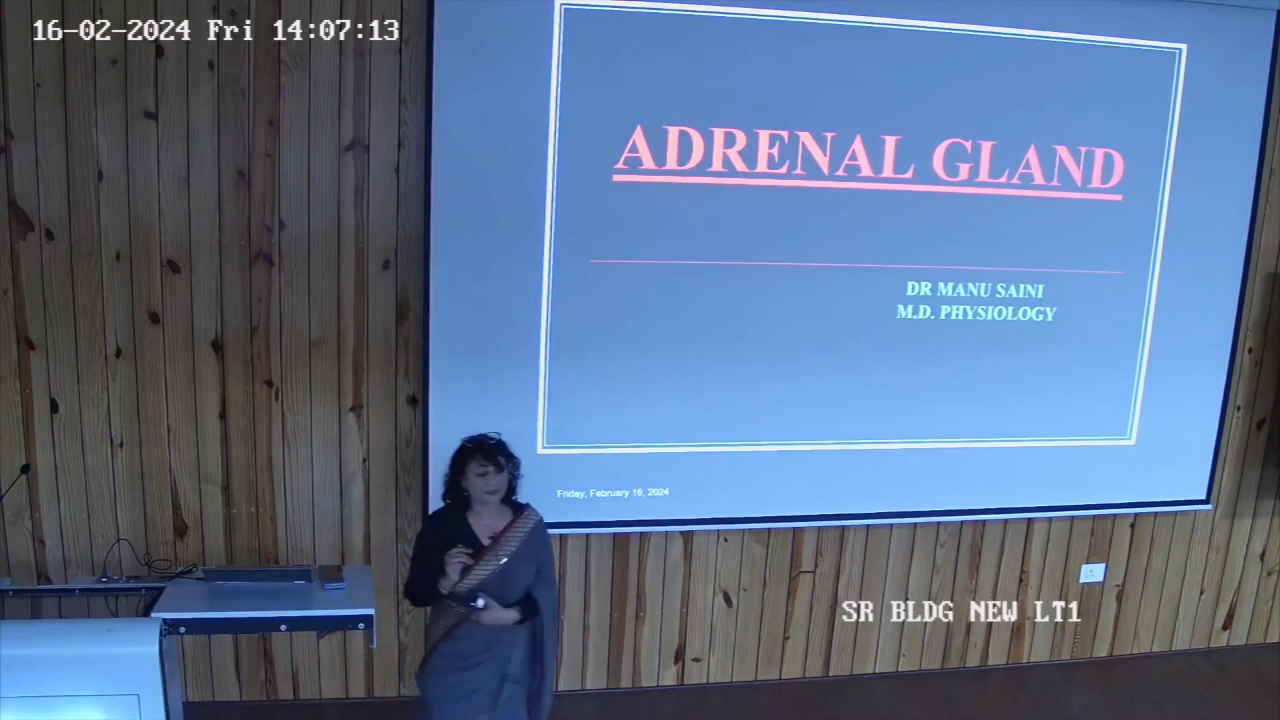 16-02-2024 Fri 14:07:13
ADRENAL GLAND
DR MANU SAINI
M.D. PHYSIOLOGY
Friday, February 16, 2024
SR BLDG NEW LT1